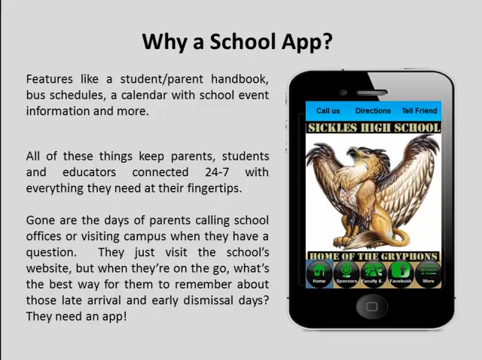 Why a School App?
Features like a student/parent handbook,
bus schedules, a calendar with school event
information and more.
All of these things keep parents, students
and educators connected 24-7 with
everything they need at their fingertips.
Gone are the days of parents calling school
offices or visiting campus when they have a
question. They just visit the school's
website, but when they're on the go, what's
the best way for them to remember about
those late arrival and early dismissal days?
They need an app!
Call us Directions Tell Friend
SICKLES HIGH SCHOOL
HOME OF THE GRYPHONS
Home Sponsors Faculty & Facebook More